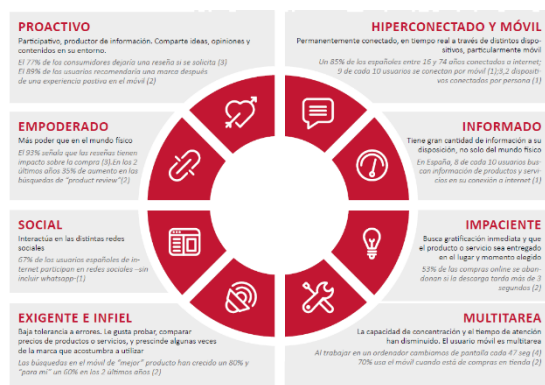 PROACTIVO
Participativo, productor de información. Comparte ideas, opiniones y
contenidos en su entorno.
El 77% de los consumidores dejaría una reseña si se solicita (3)
El 89% de los usuarios recomendaría una marca después
de una experiencia postiva en el móvil (2)
EMPODERADO
Más poder que en el mundo físico
El 93% señala que las reseñas tienen
impacto sobre la compra (3).En los 2
últimos años 35% de aumento en las
búsquedas de "product review"(2)
SOCIAL
Interactúa en las distintas redes
sociales
67% de los usuarios españoles de in-
ternet participan en redes sociales –sin
incluir whatsapp-(1)
EXIGENTE E INFIEL
Baja tolerancia a errores. Le gusta probar, comparar
precios de productos o servicios, y prescinde algunas veces
de la marca que acostumbra a utilizar
Las búsquedas en el móvil de "mejor" producto han crecido un 80% y
"para mi" un 60% en los 2 últimos años (2)
HIPERCONECTADO Y MÓVIL
Permanentemente conectado, en tiempo real a través de distintos dispo-
sitivos, particularmente móvil
Un 85% de los españoles entre 16 y 74 años conectados a internet;
9 de cada 10 usuarios se conectan por móvil (1);3,2 dispositi-
vos conectados por persona (1)
INFORMADO
Tiene gran cantidad de información a su
disposición, no solo del mundo físico
En España, 8 de cada 10 usuarios bus-
can información de productos y servi-
cios en su conexión a internet (1)
IMPACIENTE
Busca gratificación inmediata y que
el producto o servicio sea entregado
en el lugar y momento elegido
53% de las compras online se aban-
donan si la descarga tarda más de 3
segundos (2)
MULTITAREA
La capacidad de concentración y el tiempo de atención
han disminuido. El usuario móvil es multitarea
Al trabajar en un ordenador cambiamos de pantalla cada 47 seg (4)
70% usa el móvil cuando está de compras en tienda (2)